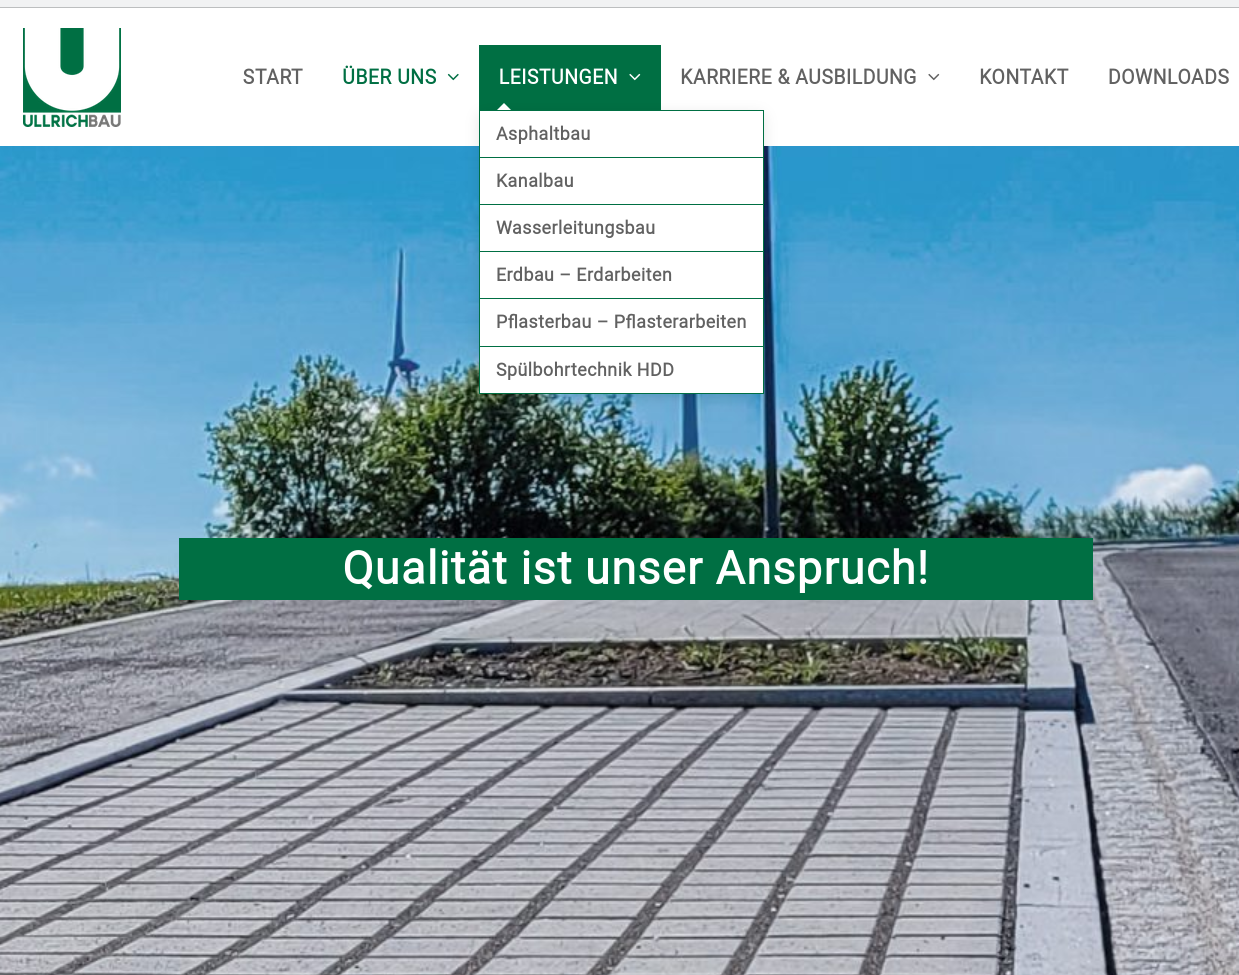 ULLRICHBAU
START
ÜBER UNS
LEISTUNGEN
KARRIERE & AUSBILDUNG
KONTAKT
DOWNLOADS
Asphaltbau
Kanalbau
Wasserleitungsbau
Erdbau – Erdarbeiten
Pflasterbau – Pflasterarbeiten
Spülbohrtechnik HDD
Qualität ist unser Anspruch!